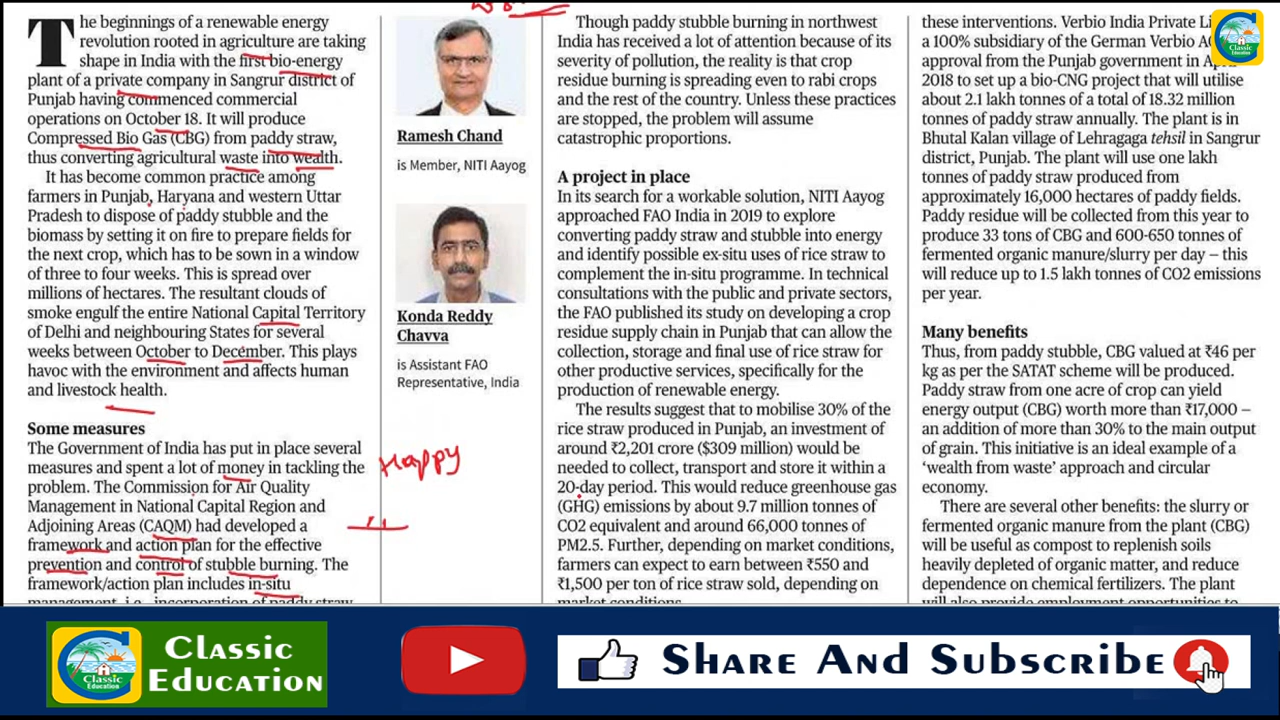 The beginnings of a renewable energy
revolution rooted in agriculture are taking
shape in India with the first bio-energy
plant of a private company in Sangrur district of
Punjab having commenced commercial
operations on October 18. It will produce
Compressed Bio Gas (CBG) from paddy straw,
thus converting agricultural waste into wealth.
It has become common practice among
farmers in Punjab, Haryana and western Uttar
Pradesh to dispose of paddy stubble and the
biomass by setting it on fire to prepare fields for
the next crop, which has to be sown in a window
of three to four weeks. This is spread over
millions of hectares. The resultant clouds of
smoke engulf the entire National Capital Territory
of Delhi and neighbouring States for several
weeks between October to December. This plays
havoc with the environment and affects human
and livestock health.
Some measures
The Government of India has put in place several
measures and spent a lot of money in tackling the
problem. The Commission for Air Quality
Management in National Capital Region and
Adjoining Areas (CAQM) had developed a
framework and action plan for the effective
prevention and control of stubble burning. The
framework/action plan includes in-situ
management, i.e., incorporation of paddy straw
Ramesh Chand
is Member, NITI Aayog
Konda Reddy
Chavva
is Assistant FAO
Representative, India
Happy
Though paddy stubble burning in northwest
India has received a lot of attention because of its
severity of pollution, the reality is that crop
residue burning is spreading even to rabi crops
and the rest of the country. Unless these practices
are stopped, the problem will assume
catastrophic proportions.
A project in place
In its search for a workable solution, NITI Aayog
approached FAO India in 2019 to explore
converting paddy straw and stubble into energy
and identify possible ex-situ uses of rice straw to
complement the in-situ programme. In technical
consultations with the public and private sectors,
the FAO published its study on developing a crop
residue supply chain in Punjab that can allow the
collection, storage and final use of rice straw for
other productive services, specifically for the
production of renewable energy.
The results suggest that to mobilise 30% of the
rice straw produced in Punjab, an investment of
around ₹2,201 crore ($309 million) would be
needed to collect, transport and store it within a
20-day period. This would reduce greenhouse gas
(GHG) emissions by about 9.7 million tonnes of
CO2 equivalent and around 66,000 tonnes of
PM2.5. Further, depending on market conditions,
farmers can expect to earn between ₹550 and
₹1,500 per ton of rice straw sold, depending on
market conditions.
these interventions. Verbio India Private
a 100% subsidiary of the German Verbio
approval from the Punjab government in
2018 to set up a bio-CNG project that will utilise
about 2.1 lakh tonnes of a total of 18.32 million
tonnes of paddy straw annually. The plant is in
Bhutal Kalan village of Lehragaga tehsil in Sangrur
district, Punjab. The plant will use one lakh
tonnes of paddy straw produced from
approximately 16,000 hectares of paddy fields.
Paddy residue will be collected from this year to
produce 33 tons of CBG and 600-650 tonnes of
fermented organic manure/slurry per day – this
will reduce up to 1.5 lakh tonnes of CO2 emissions
per year.
Many benefits
Thus, from paddy stubble, CBG valued at ₹46 per
kg as per the SATAT scheme will be produced.
Paddy straw from one acre of crop can yield
energy output (CBG) worth more than ₹17,000 –
an addition of more than 30% to the main output
of grain. This initiative is an ideal example of a
‘wealth from waste’ approach and circular
economy.
There are several other benefits: the slurry or
fermented organic manure from the plant (CBG)
will be useful as compost to replenish soils
heavily depleted of organic matter, and reduce
dependence on chemical fertilizers. The plant
will also provide employment opportunities to
Classic
Education
Classic
Education
Classic
Education
Share And Subscribe